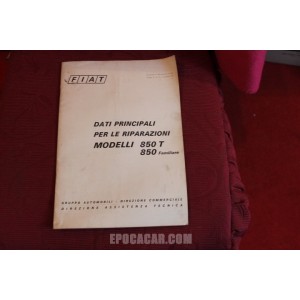 FIAT
DATI PRINCIPALI
PER LE RIPARAZIONI
MODELLI 850 T
850 Familiare
GRUPPO AUTOMOBILI - DIREZIONE COMMERCIALE
DIREZIONE ASSISTENZA TECNICA
EPOCACAR.COM